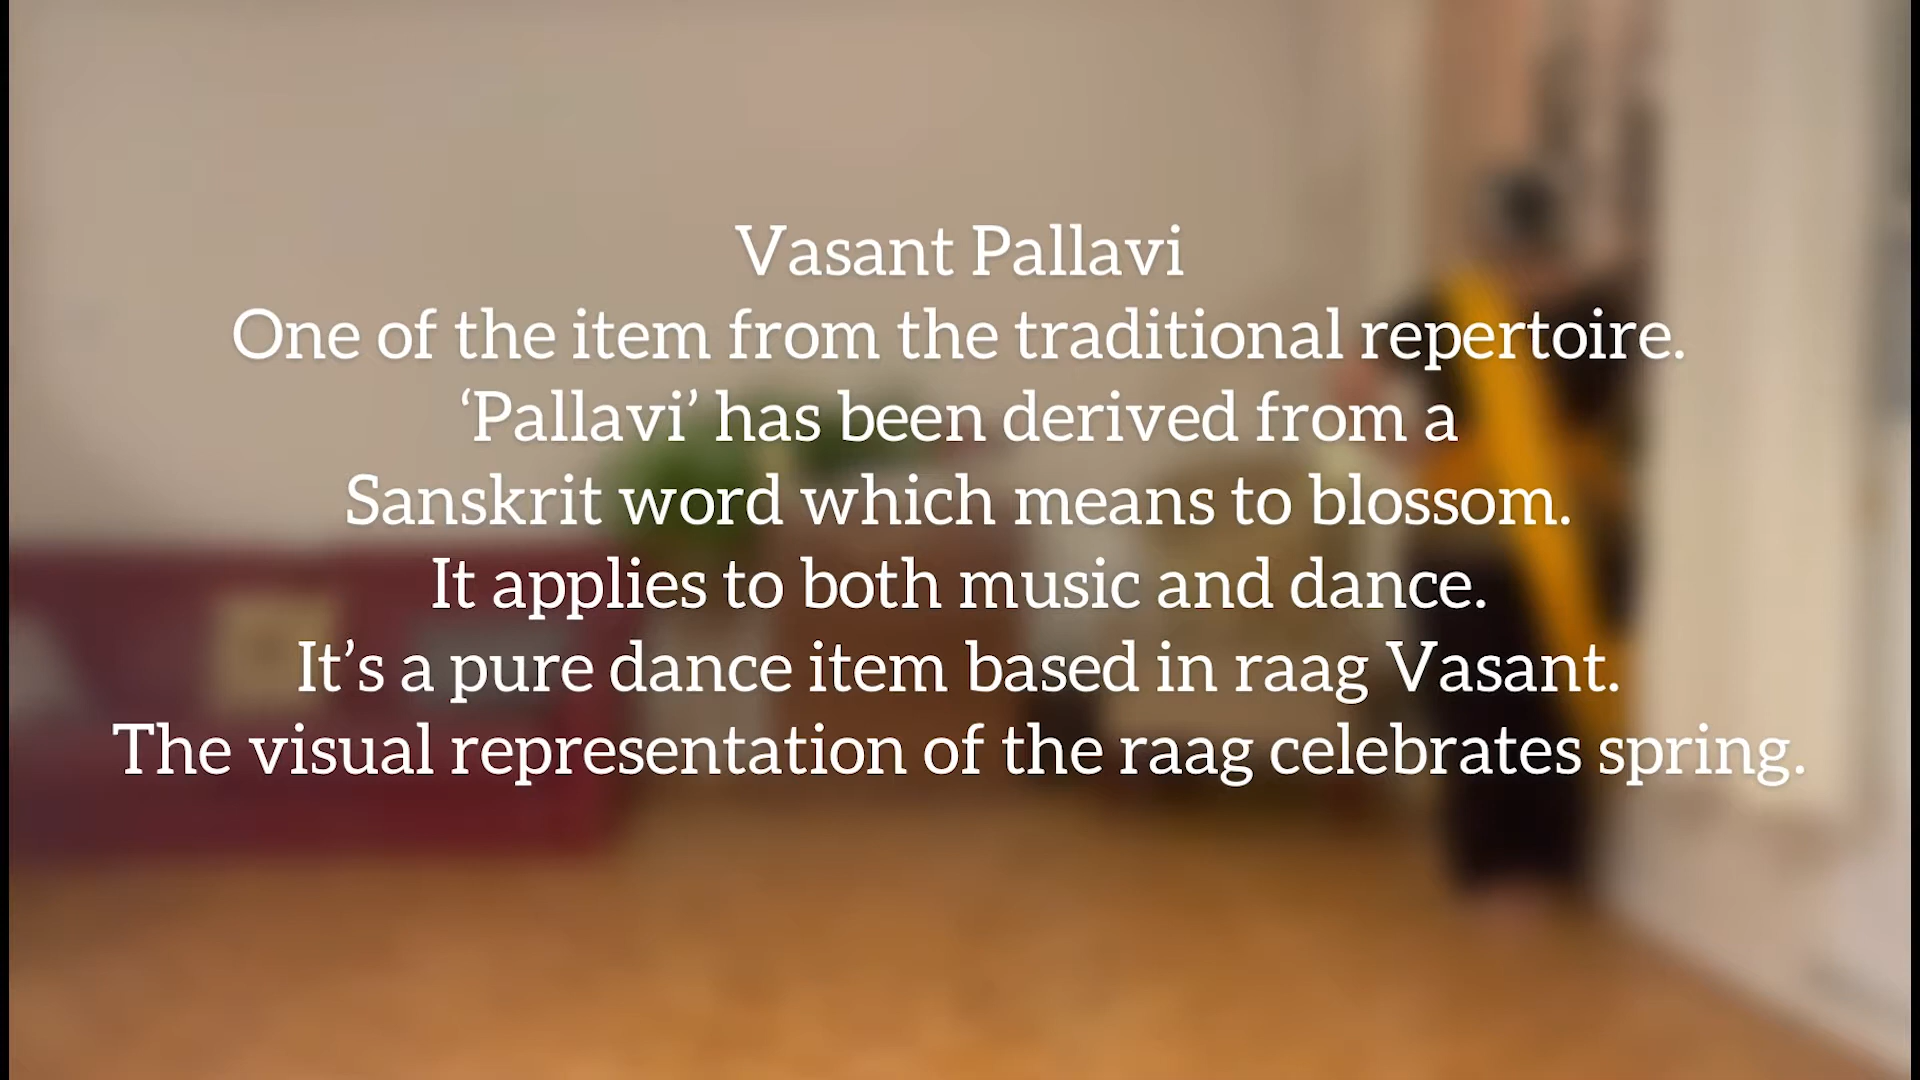 Vasant Pallavi
One of the item from the traditional repertoire.
‘Pallavi’ has been derived from a
Sanskrit word which means to blossom.
It applies to both music and dance.
It’s a pure dance item based in raag Vasant.
The visual representation of the raag celebrates spring.